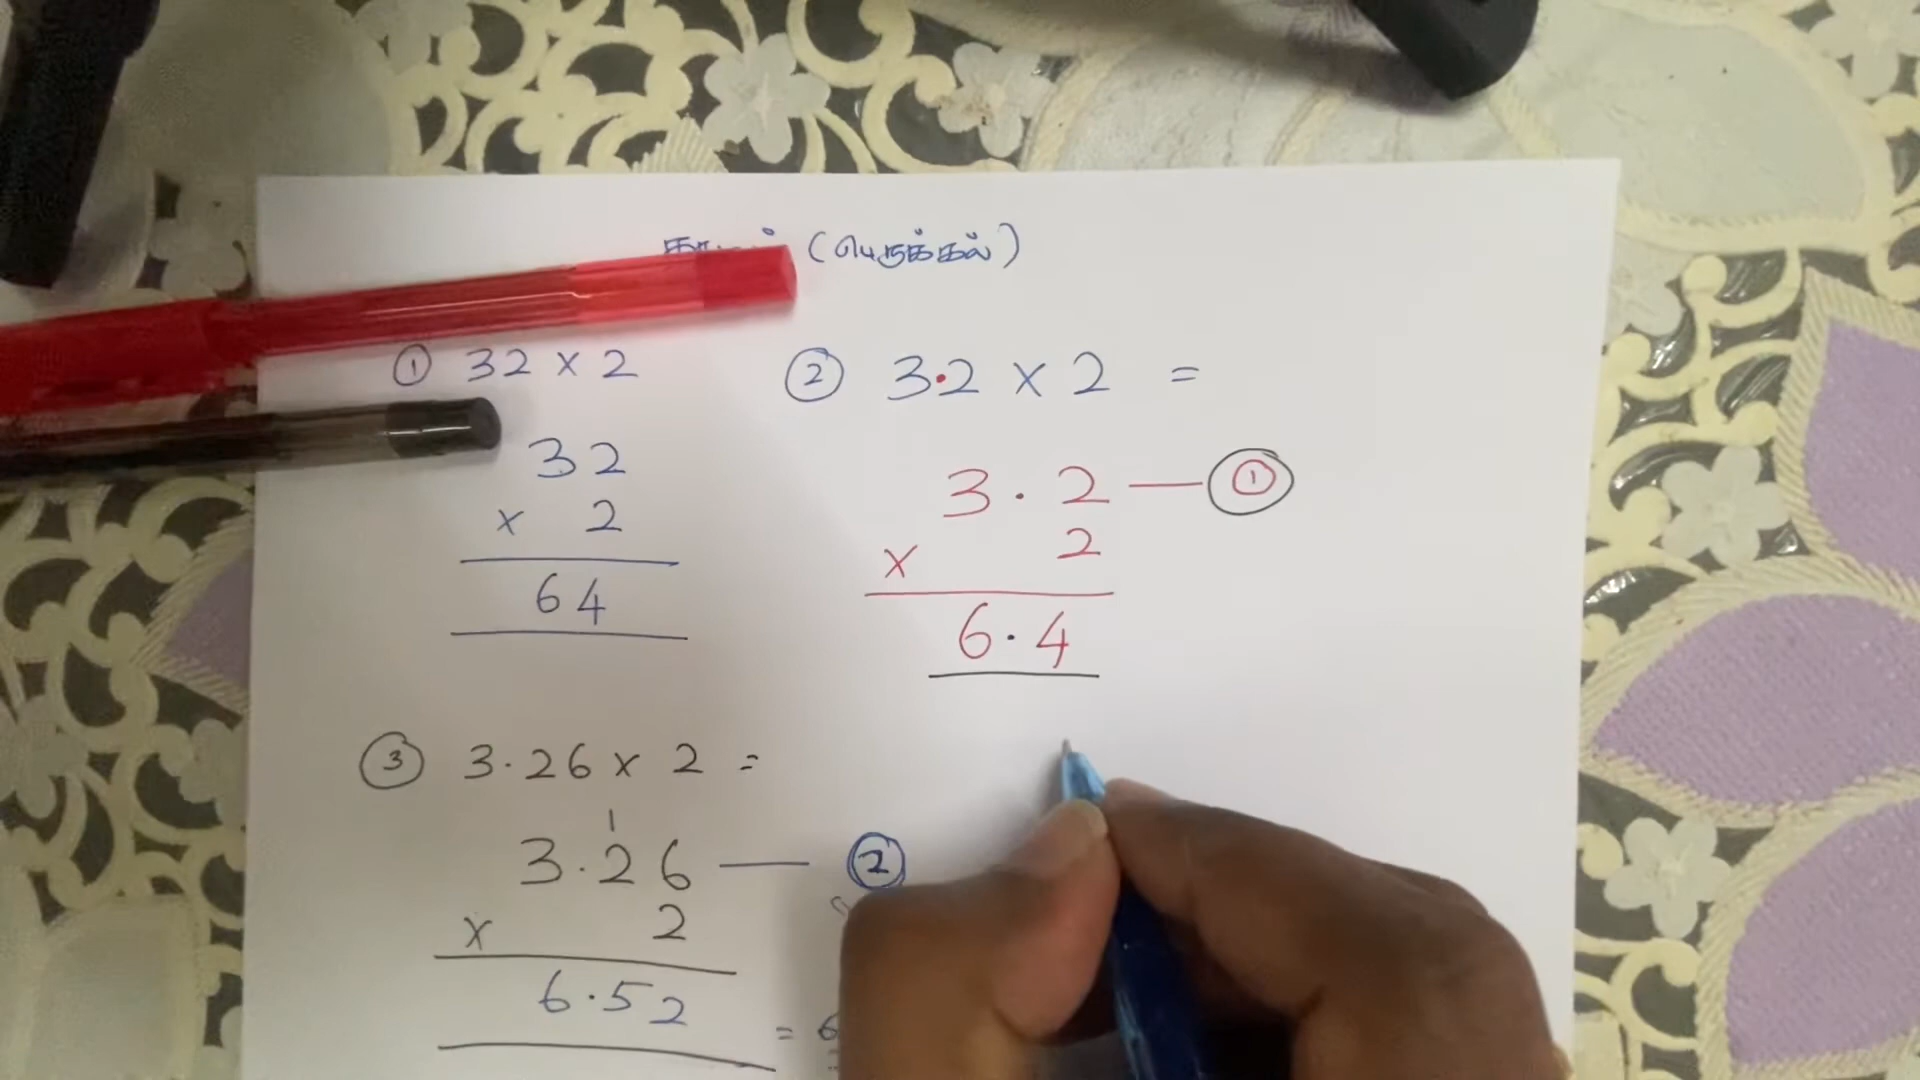 (பெருக்கல்)
① 32 × 2
32
× 2
64
② 3.2 × 2 =
3.2 — ①
× 2
6.4
③ 3.26 × 2 =
1
3.26 — ②
× 2
6.52
= 6